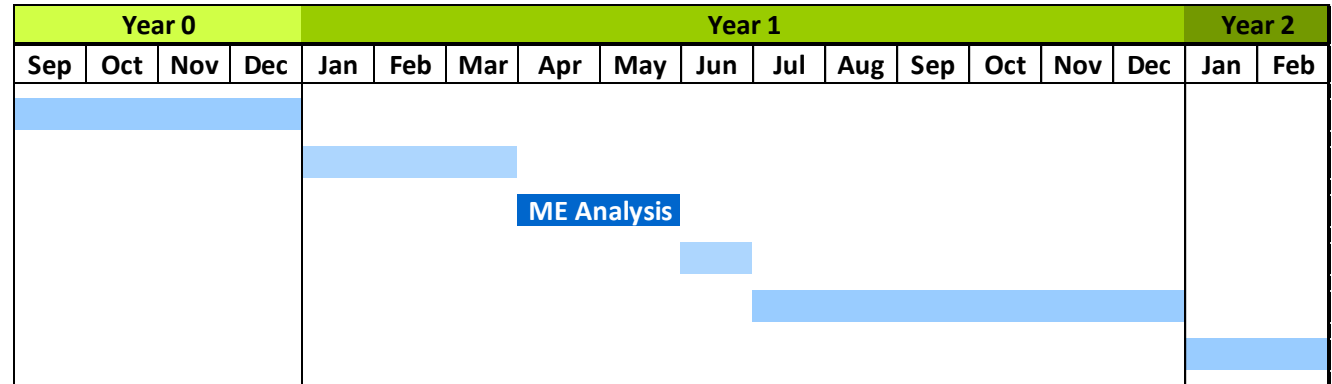 Year 0 Year 1 Year 2
Sep Oct Nov Dec Jan Feb Mar Apr May Jun Jul Aug Sep Oct Nov Dec Jan Feb
ME Analysis